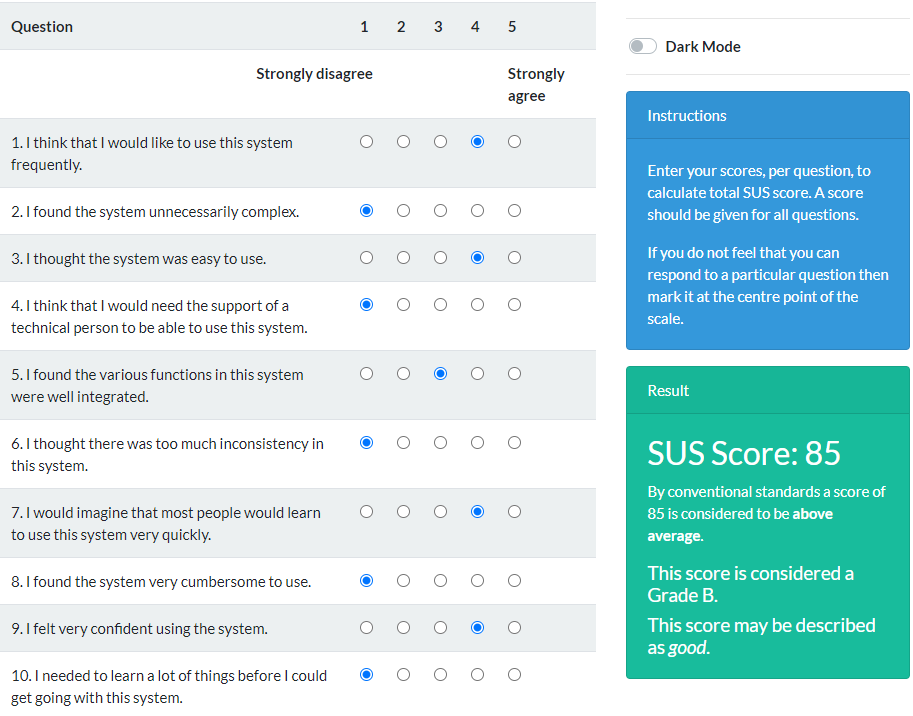 Question 1 2 3 4 5
Strongly disagree Strongly
agree
1. I think that I would like to use this system
frequently.
2. I found the system unnecessarily complex.
3. I thought the system was easy to use.
4. I think that I would need the support of a
technical person to be able to use this system.
5. I found the various functions in this system
were well integrated.
6. I thought there was too much inconsistency in
this system.
7. I would imagine that most people would learn
to use this system very quickly.
8. I found the system very cumbersome to use.
9. I felt very confident using the system.
10. I needed to learn a lot of things before I could
get going with this system.
Dark Mode
Instructions
Enter your scores, per question, to
calculate total SUS score. A score
should be given for all questions.
If you do not feel that you can
respond to a particular question then
mark it at the centre point of the
scale.
Result
SUS Score: 85
By conventional standards a score of
85 is considered to be above
average.
This score is considered a
Grade B.
This score may be described
as good.